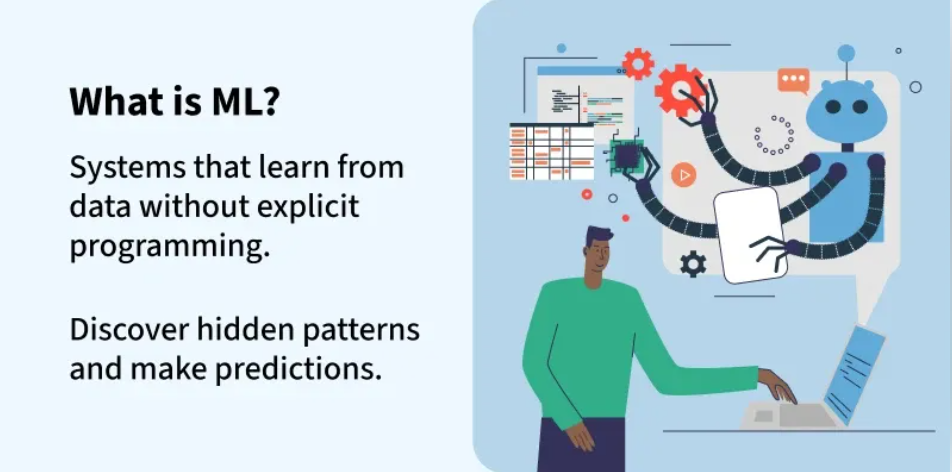 What is ML?
Systems that learn from
data without explicit
programming.
Discover hidden patterns
and make predictions.